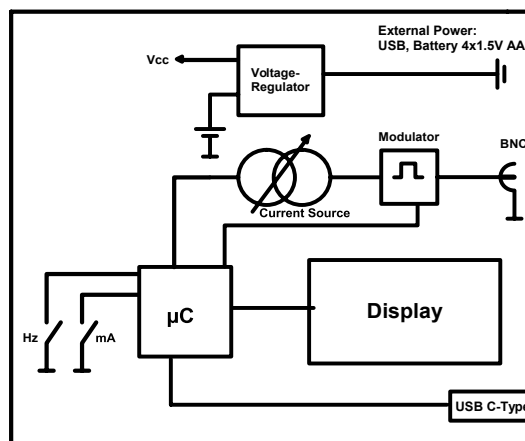 External Power:
USB, Battery 4x1.5V AA
Vcc
Voltage-
Regulator
Modulator
BNC
Current Source
µC
Display
Hz
mA
USB C-Type